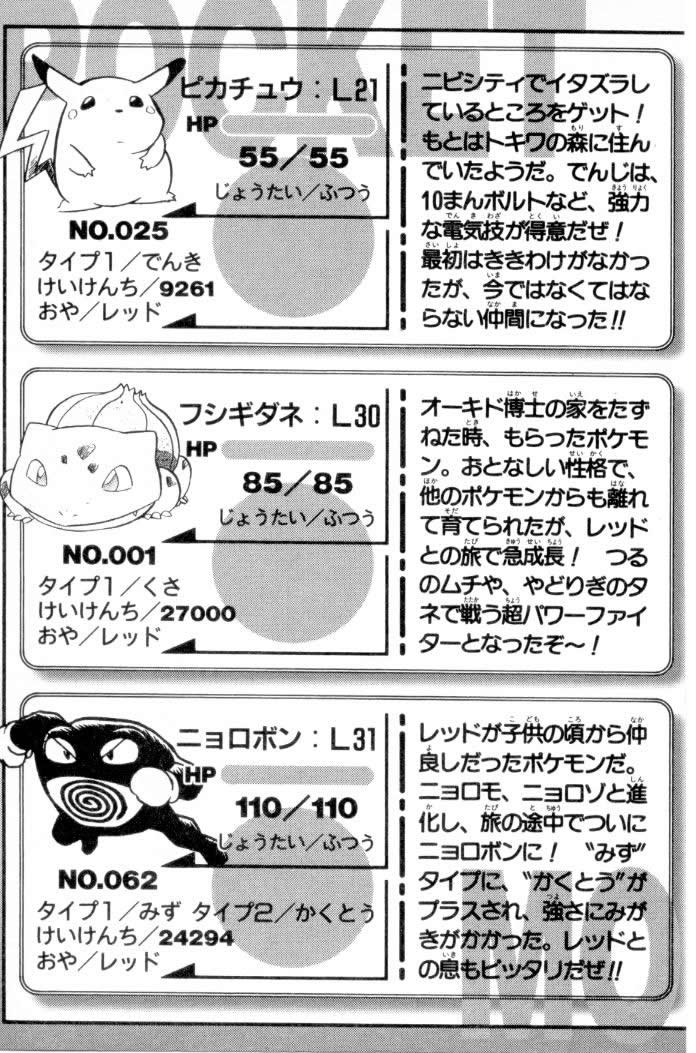 POCKET
ピカチュウ：L21
HP
55／55
じょうたい／ふつう
NO.025
タイプ1／でんき
けいけんち／9261
おや／レッド
ニビシティでイタズラし
ているところをゲット！
もとはトキワの森に住ん
でいたようだ。でんじは、
10まんボルトなど、強力
な電気技が得意だぜ！
最初はききわけがなかっ
たが、今ではなくてはな
らない仲間になった!!
フシギダネ：L30
HP
85／85
じょうたい／ふつう
NO.001
タイプ1／くさ
けいけんち／27000
おや／レッド
オーキド博士の家をたず
ねた時、もらったポケモ
ン。おとなしい性格で、
他のポケモンからも離れ
て育てられたが、レッド
との旅で急成長！　つる
のムチや、やどりぎのタ
ネで戦う超パワーファイ
ターとなったぞ〜！
ニョロボン：L31
HP
110／110
じょうたい／ふつう
NO.062
タイプ1／みず タイプ2／かくとう
けいけんち／24294
おや／レッド
レッドが子供の頃から仲
良しだったポケモンだ。
ニョロモ、ニョロゾと進
化し、旅の途中でついに
ニョロボンに！　〝みず〟
タイプに、〝かくとう〟が
プラスされ、強さにみが
きがかかった。レッドと
の息もピッタリだぜ!!
MO